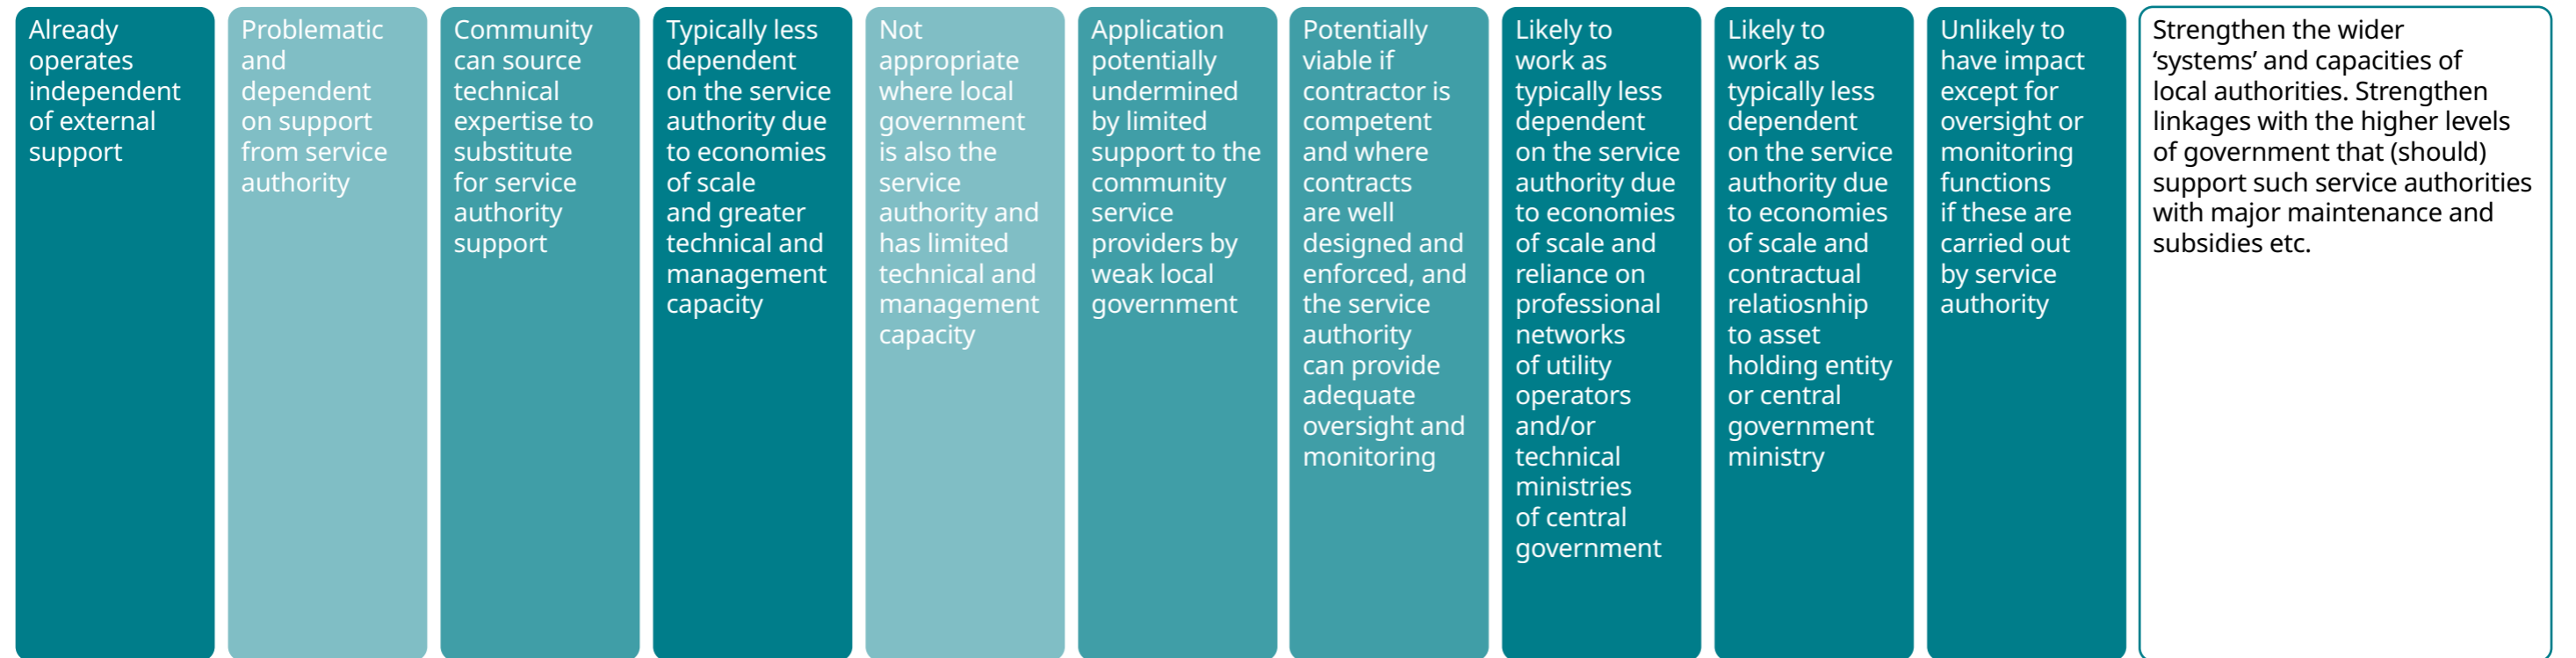 Already
operates
independent
of external
support
Problematic
and
dependent
on support
from service
authority
Community
can source
technical
expertise to
substitute
for service
authority
support
Typically less
dependent
on the service
authority due
to economies
of scale
and greater
technical and
management
capacity
Not
appropriate
where local
government
is also the
service
authority and
has limited
technical and
management
capacity
Application
potentially
undermined
by limited
support to the
community
service
providers by
weak local
government
Potentially
viable if
contractor is
competent
and where
contracts
are well
designed and
enforced, and
the service
authority
can provide
adequate
oversight and
monitoring
Likely to
work as
typically less
dependent
on the service
authority due
to economies
of scale and
reliance on
professional
networks
of utility
operators
and/or
technical
ministries
of central
government
Likely to
work as
typically less
dependent
on the service
authority due
to economies
of scale and
contractual
relatiosnhip
to asset
holding entity
or central
government
ministry
Unlikely to
have impact
except for
oversight or
monitoring
functions
if these are
carried out
by service
authority
Strengthen the wider
‘systems’ and capacities of
local authorities. Strengthen
linkages with the higher levels
of government that (should)
support such service authorities
with major maintenance and
subsidies etc.